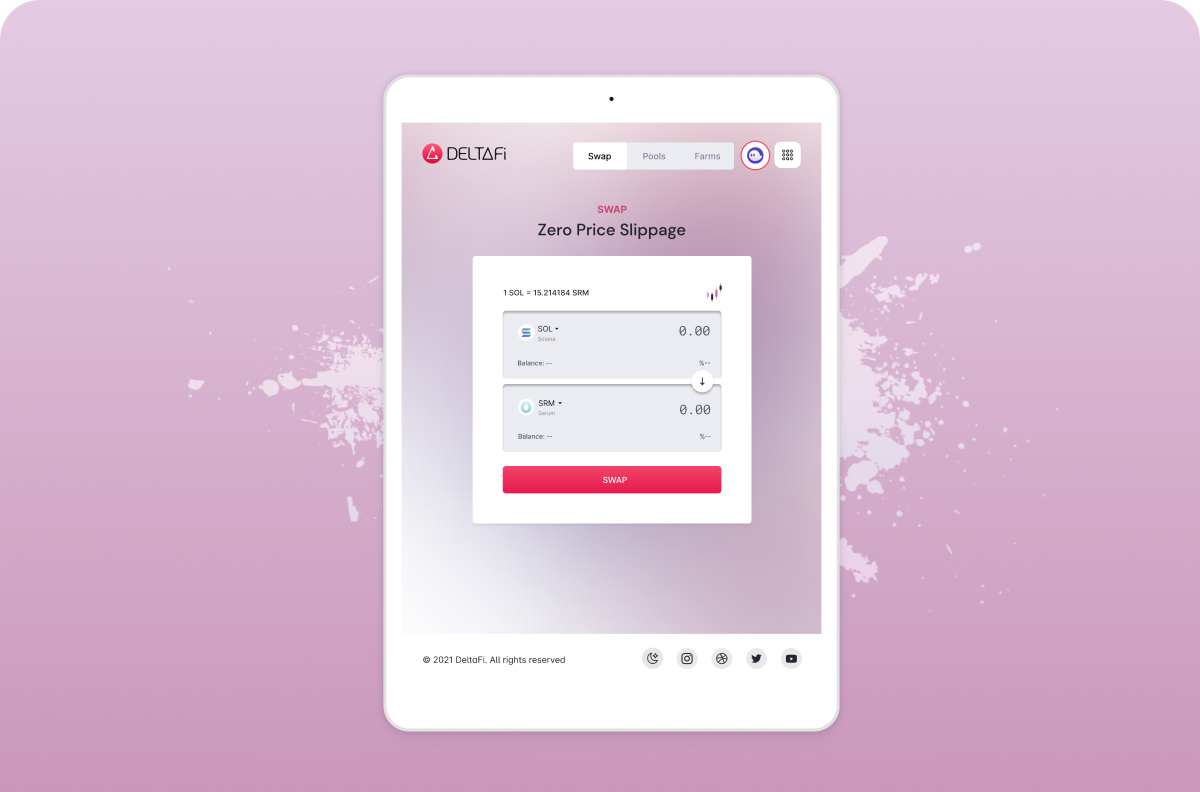 DELTAFi
Swap Pools Farms
SWAP
Zero Price Slippage
1 SOL = 15.214184 SRM
SOL 0.00
Solana
Balance: -- %--
SRM 0.00
Serum
Balance: -- %--
SWAP
© 2021 DeltaFi. All rights reserved